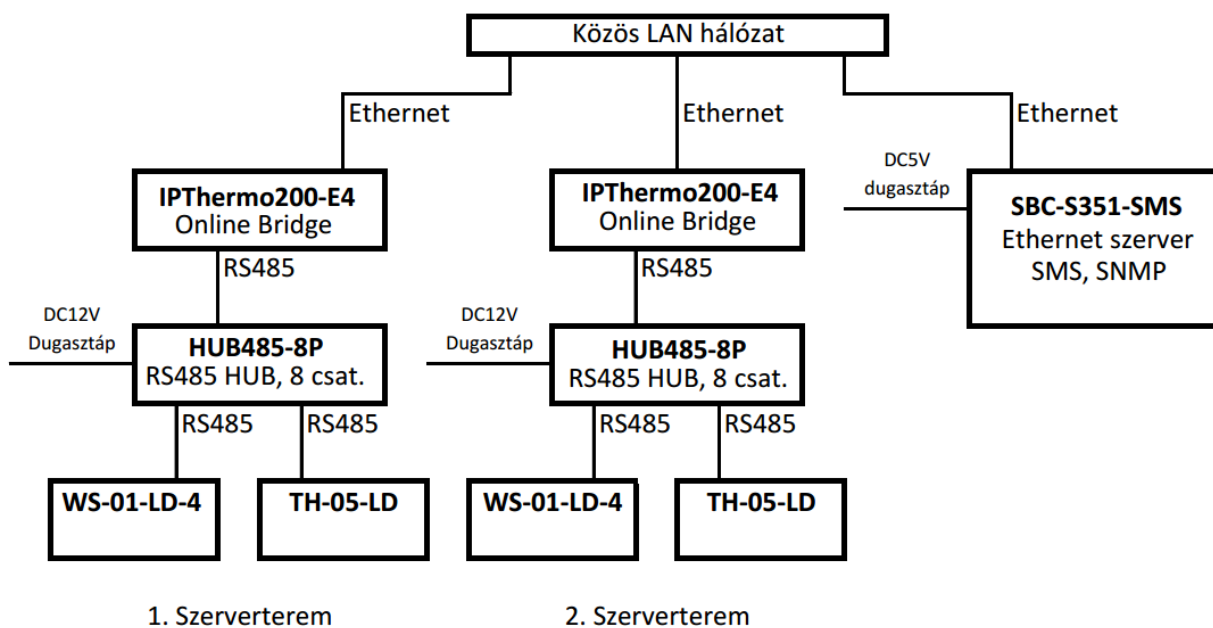 Közös LAN hálózat
Ethernet
Ethernet
Ethernet
IPThermo200-E4
Online Bridge
IPThermo200-E4
Online Bridge
DC5V
dugasztáp
SBC-S351-SMS
Ethernet szerver
SMS, SNMP
RS485
RS485
DC12V
Dugasztáp
HUB485-8P
RS485 HUB, 8 csat.
DC12V
Dugasztáp
HUB485-8P
RS485 HUB, 8 csat.
RS485
RS485
RS485
RS485
WS-01-LD-4
TH-05-LD
WS-01-LD-4
TH-05-LD
1. Szerverterem
2. Szerverterem